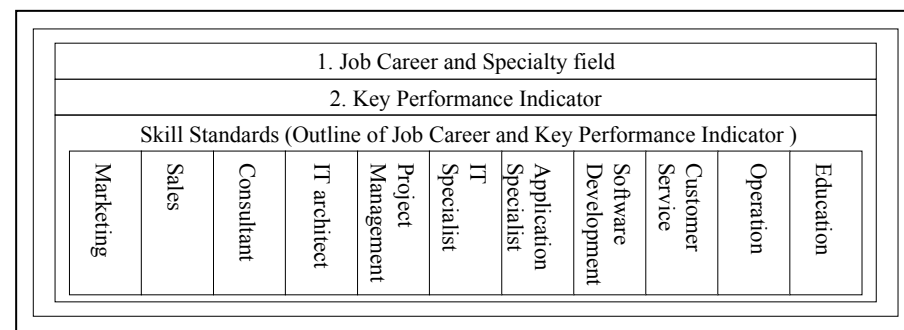 1. Job Career and Specialty field
2. Key Performance Indicator
Skill Standards (Outline of Job Career and Key Performance Indicator )
Marketing
Sales
Consultant
IT architect
Project
Management
IT
Specialist
Application
Specialist
Software
Development
Customer
Service
Operation
Education